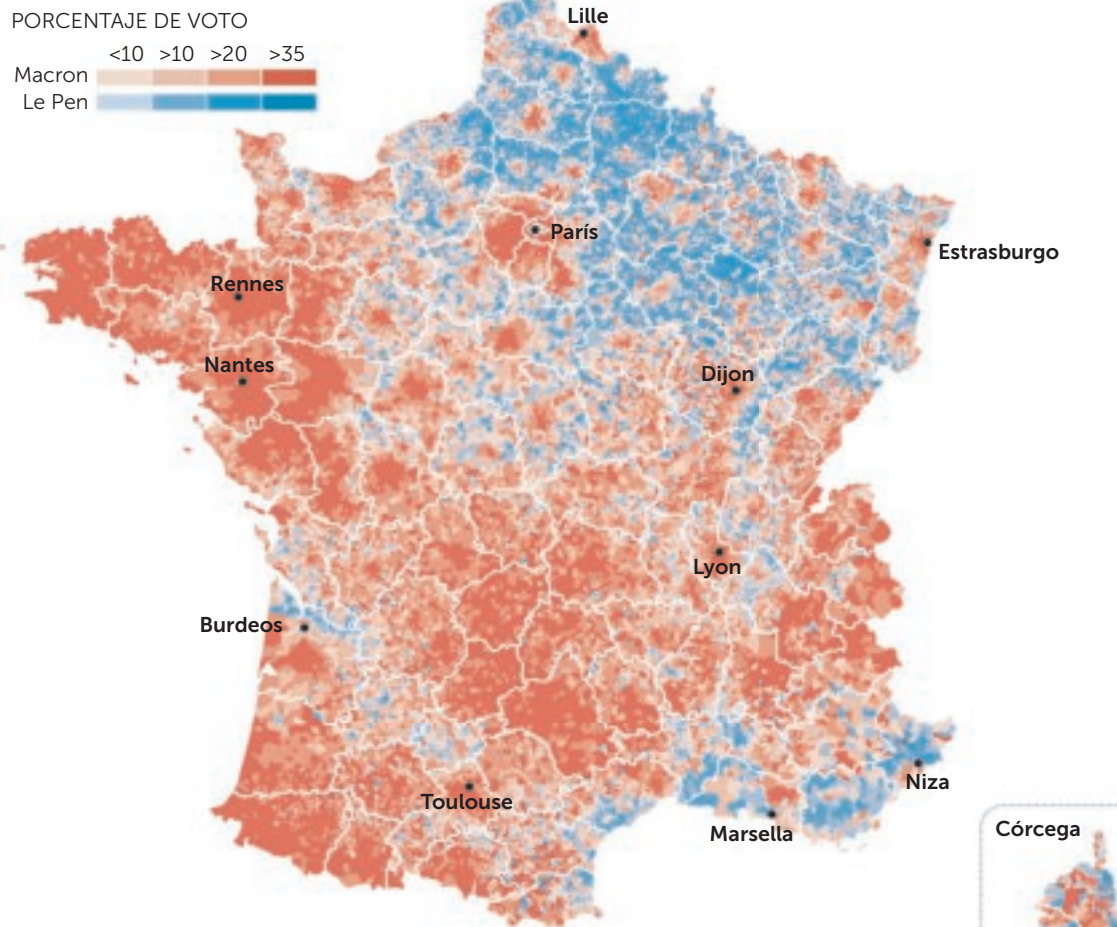 PORCENTAJE DE VOTO
<10 >10 >20 >35
Macron
Le Pen
Lille
París
Estrasburgo
Rennes
Nantes
Dijon
Lyon
Burdeos
Niza
Toulouse
Marsella
Córcega